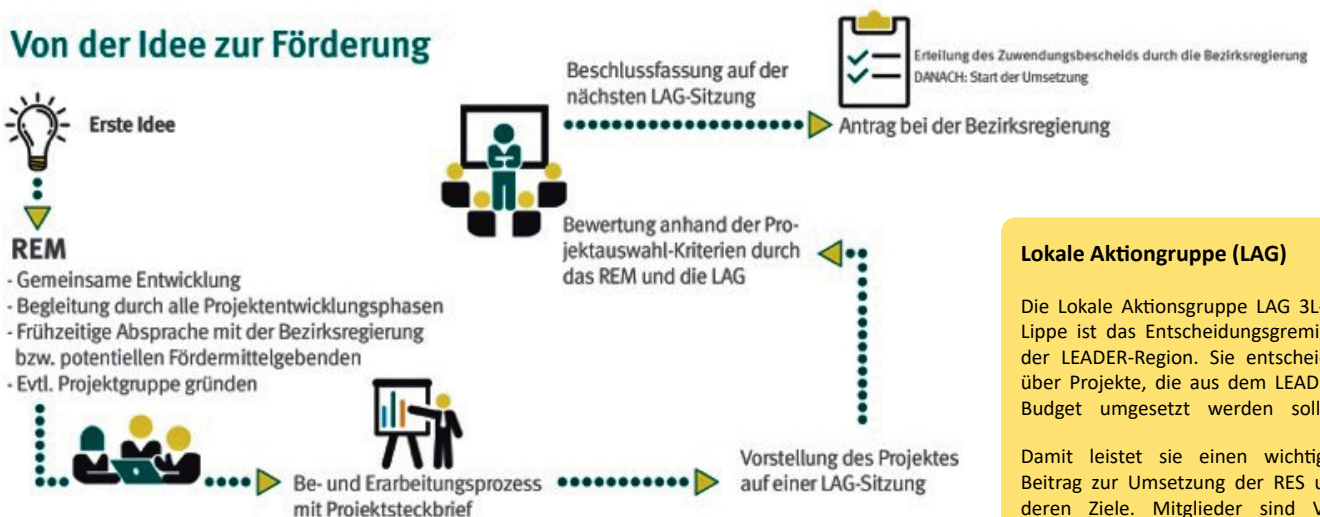 Von der Idee zur Förderung
Erste Idee
REM
- Gemeinsame Entwicklung
- Begleitung durch alle Projektentwicklungsphasen
- Frühzeitige Absprache mit der Bezirksregierung
bzw. potentiellen Fördermittelgebenden
- Evtl. Projektgruppe gründen
Be- und Erarbeitungsprozess
mit Projektsteckbrief
Vorstellung des Projektes
auf einer LAG-Sitzung
Bewertung anhand der Pro-
jektauswahl-Kriterien durch
das REM und die LAG
Beschlussfassung auf der
nächsten LAG-Sitzung
Antrag bei der Bezirksregierung
Erteilung des Zuwendungsbescheids durch die Bezirksregierung
DANACH: Start der Umsetzung
Lokale Aktiongruppe (LAG)
Die Lokale Aktionsgruppe LAG 3L-
Lippe ist das
der LEADER-Region. Sie
über Projekte, die aus dem
Budget umgesetzt werden
Damit leistet sie einen
Beitrag zur Umsetzung der RES
deren Ziele. Mitglieder sind